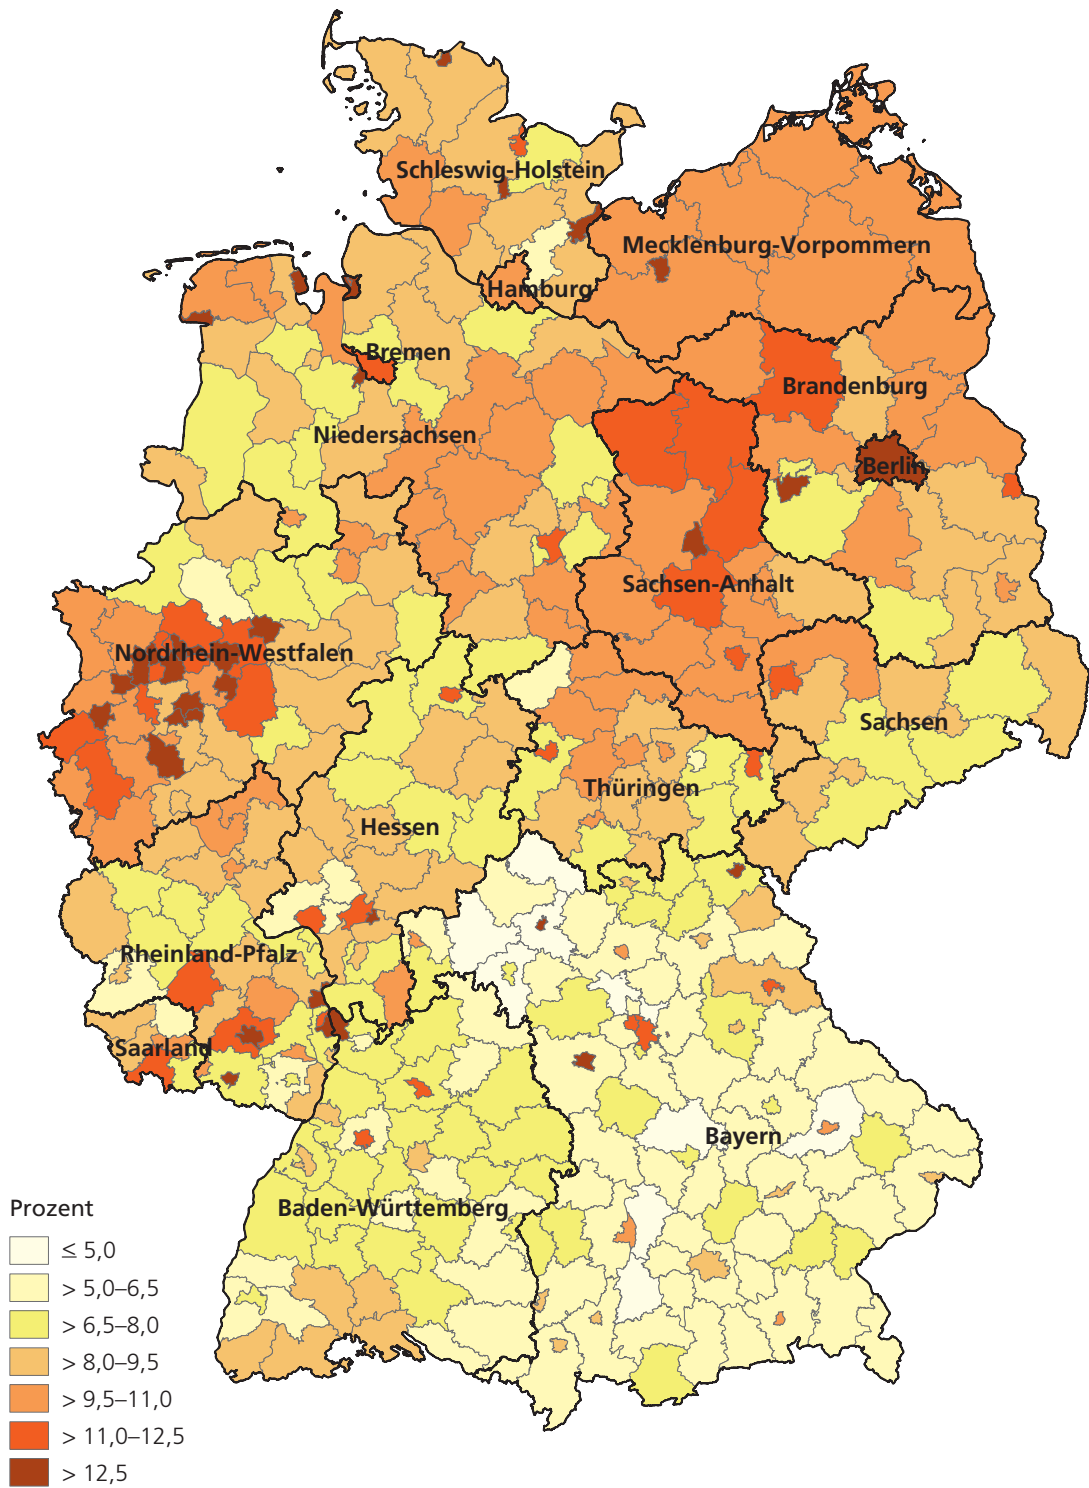 Schleswig-Holstein
Mecklenburg-Vorpommern
Hamburg
Bremen
Brandenburg
Niedersachsen
Berlin
Sachsen-Anhalt
Nordrhein-Westfalen
Sachsen
Thüringen
Hessen
Rheinland-Pfalz
Saarland
Bayern
Baden-Württemberg
Prozent
≤ 5,0
> 5,0–6,5
> 6,5–8,0
> 8,0–9,5
> 9,5–11,0
> 11,0–12,5
> 12,5